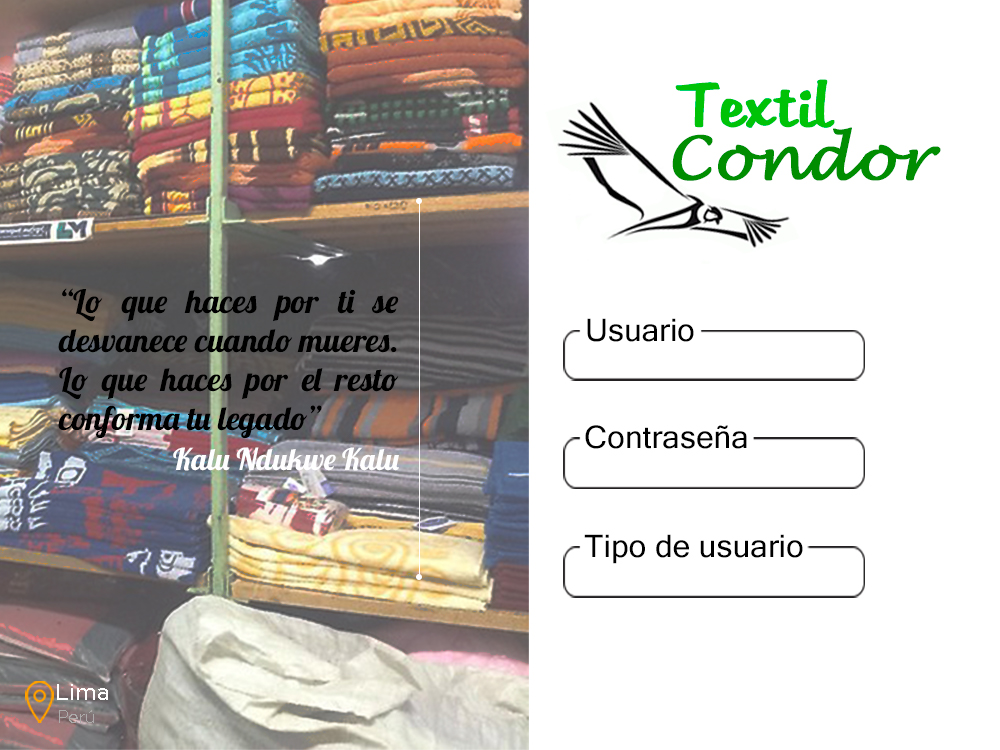 “Lo que haces por ti se
desvanece cuando mueres.
Lo que haces por el resto
conforma tu legado”
Kalu Ndukwe Kalu
Lima
Perú
Textil
Condor
Usuario
Contraseña
Tipo de usuario